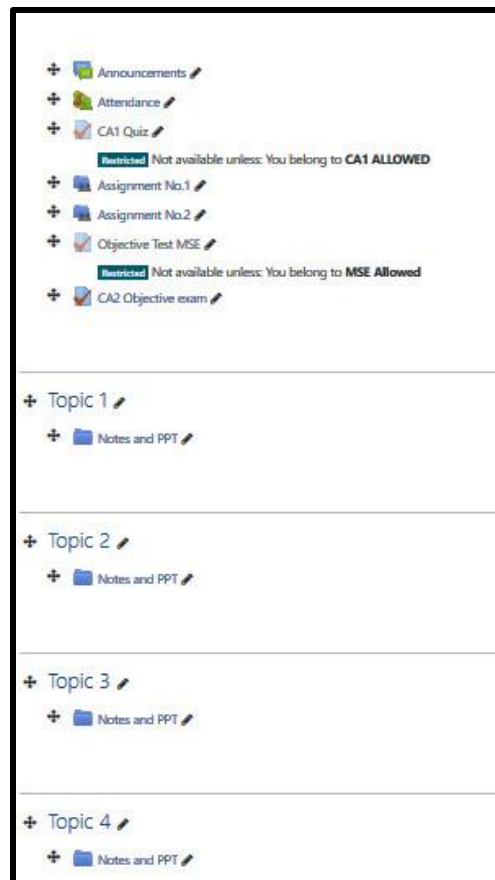 Announcements
Attendance
CA1 Quiz
Restricted Not available unless: You belong to CA1 ALLOWED
Assignment No.1
Assignment No.2
Objective Test MSE
Restricted Not available unless: You belong to MSE Allowed
CA2 Objective exam
Topic 1
Notes and PPT
Topic 2
Notes and PPT
Topic 3
Notes and PPT
Topic 4
Notes and PPT